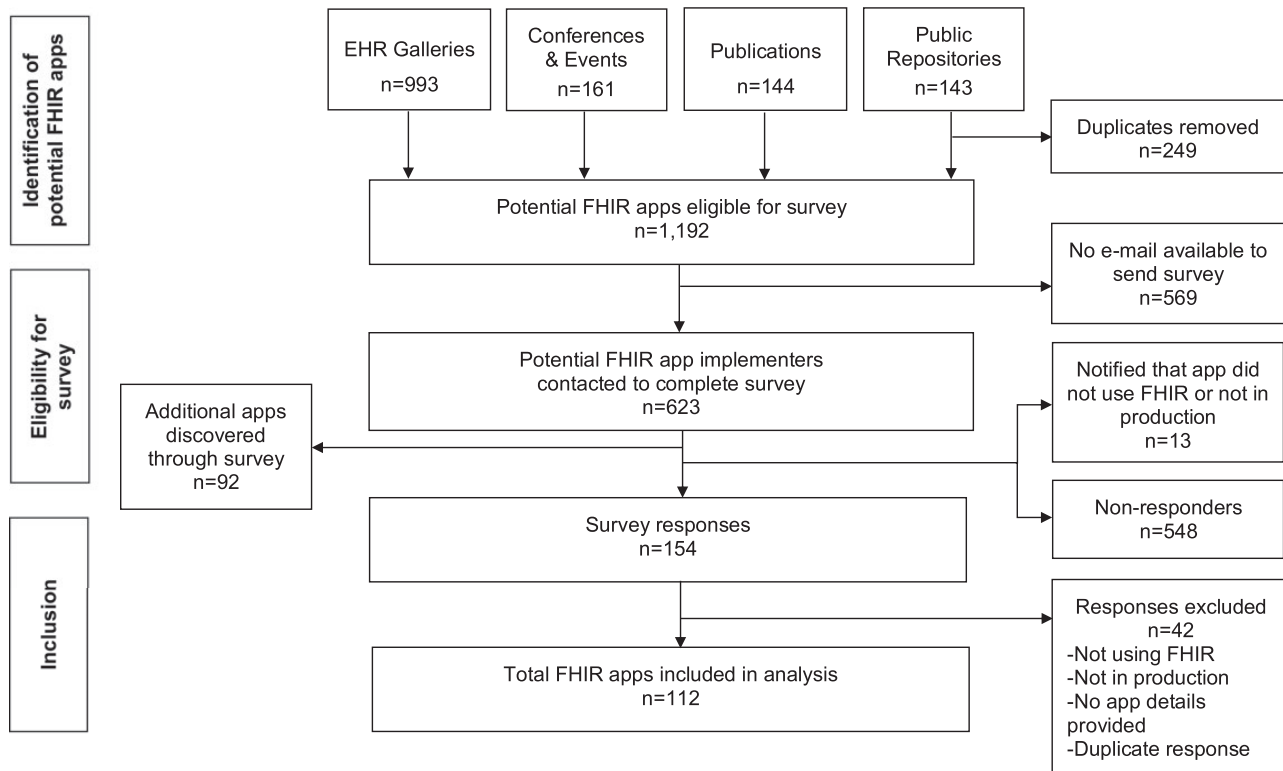 Identification of
potential FHIR apps
EHR Galleries
n=993
Conferences
& Events
n=161
Publications
n=144
Public
Repositories
n=143
Duplicates removed
n=249
Potential FHIR apps eligible for survey
n=1,192
Eligibility for
survey
No e-mail available to
send survey
n=569
Potential FHIR app implementers
contacted to complete survey
n=623
Notified that app did
not use FHIR or not in
production
n=13
Additional apps
discovered
through survey
n=92
Non-responders
n=548
Inclusion
Survey responses
n=154
Responses excluded
n=42
-Not using FHIR
-Not in production
-No app details
provided
-Duplicate response
Total FHIR apps included in analysis
n=112